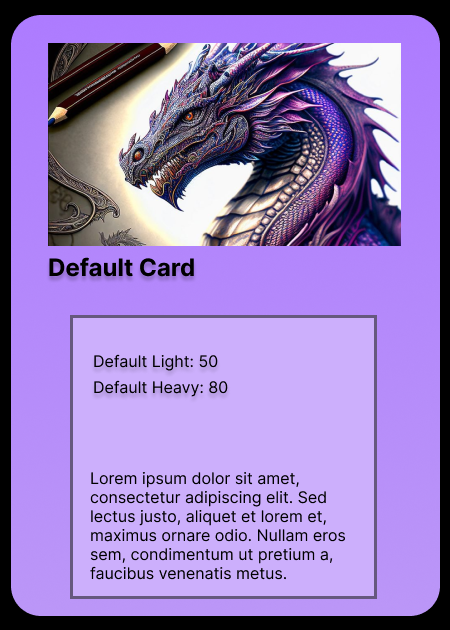 Default Card
Default Light: 50
Default Heavy: 80
Lorem ipsum dolor sit amet,
consectetur adipiscing elit. Sed
lectus justo, aliquet et lorem et,
maximus ornare odio. Nullam eros
sem, condimentum ut pretium a,
faucibus venenatis metus.